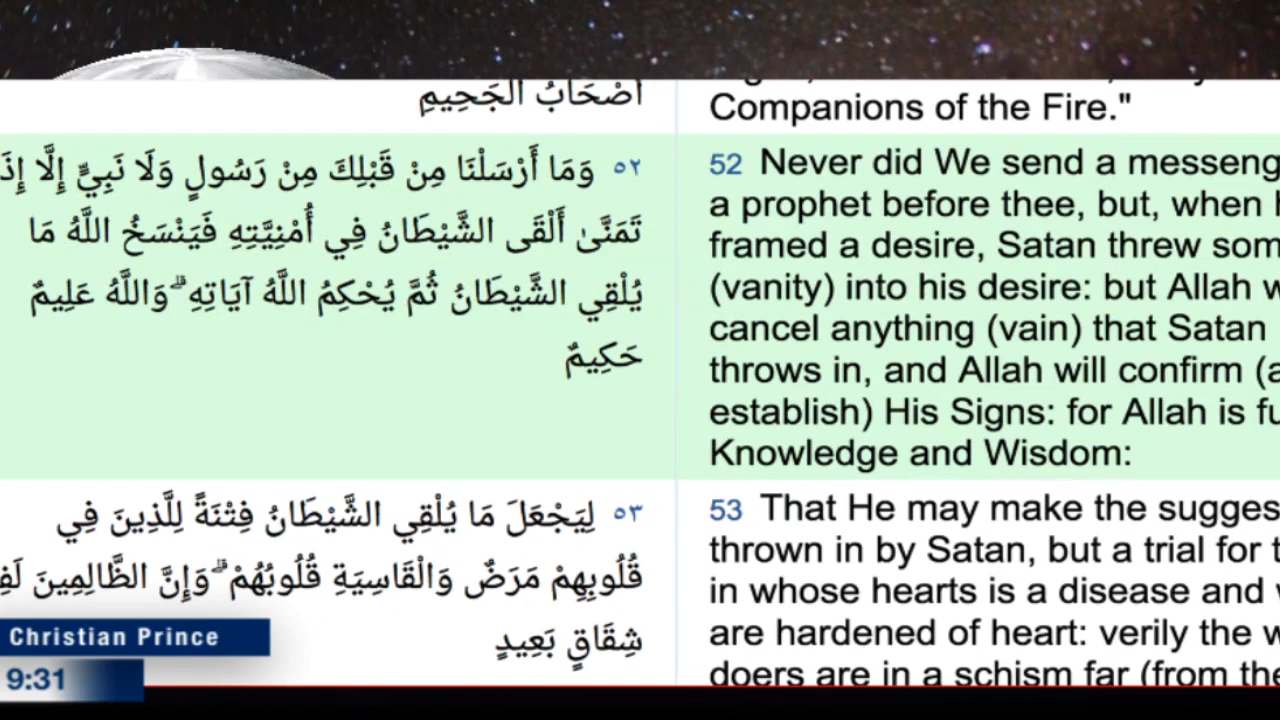 أَصْحَابُ الْجَحِيمِ
٥٢ وَمَا أَرْسَلْنَا مِنْ قَبْلِكَ مِنْ رَسُولٍ وَلَا نَبِيٍّ إِلَّا
تَمَنَّىٰ أَلْقَى الشَّيْطَانُ فِي أُمْنِيَّتِهِ فَيَنْسَخُ اللَّهُ مَا
يُلْقِي الشَّيْطَانُ ثُمَّ يُحْكِمُ اللَّهُ آيَاتِهِ ۗ وَاللَّهُ عَلِيمٌ
حَكِيمٌ
٥٣ لِيَجْعَلَ مَا يُلْقِي الشَّيْطَانُ فِتْنَةً لِلَّذِينَ فِي
قُلُوبِهِمْ مَرَضٌ وَالْقَاسِيَةِ قُلُوبُهُمْ ۗ وَإِنَّ الظَّالِمِينَ
شِقَاقٍ بَعِيدٍ
Companions of the Fire."
52 Never did We send a messeng
a prophet before thee, but, when
framed a desire, Satan threw som
(vanity) into his desire: but Allah
cancel anything (vain) that Satan
throws in, and Allah will confirm (a
establish) His Signs: for Allah is fu
Knowledge and Wisdom:
53 That He may make the sugges
thrown in by Satan, but a trial for
in whose hearts is a disease and
are hardened of heart: verily the
doers are in a schism far (from the
Christian Prince
9:31